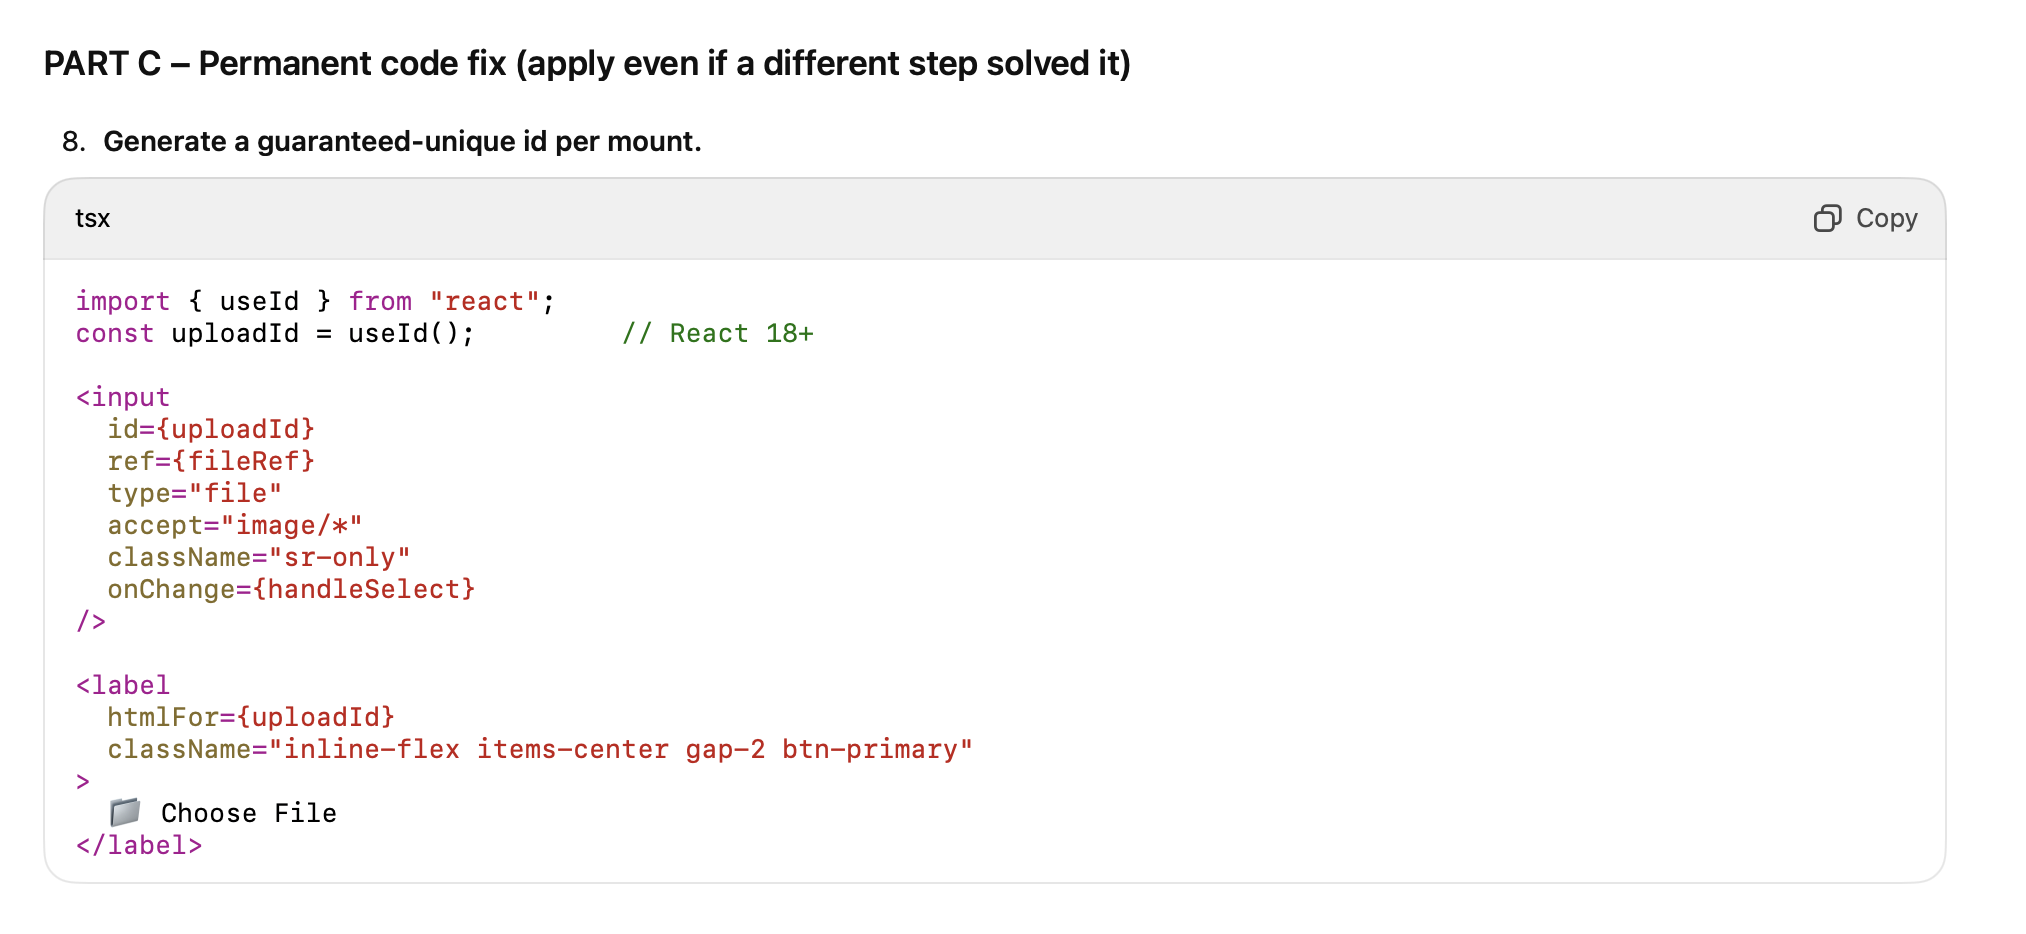 PART C – Permanent code fix (apply even if a different step solved it)
8. Generate a guaranteed-unique id per mount.
tsx
Copy
import { useId } from "react";
const uploadId = useId();         // React 18+
<input
  id={uploadId}
  ref={fileRef}
  type="file"
  accept="image/*"
  className="sr-only"
  onChange={handleSelect}
/>
<label
  htmlFor={uploadId}
  className="inline-flex items-center gap-2 btn-primary"
>
  📁 Choose File
</label>